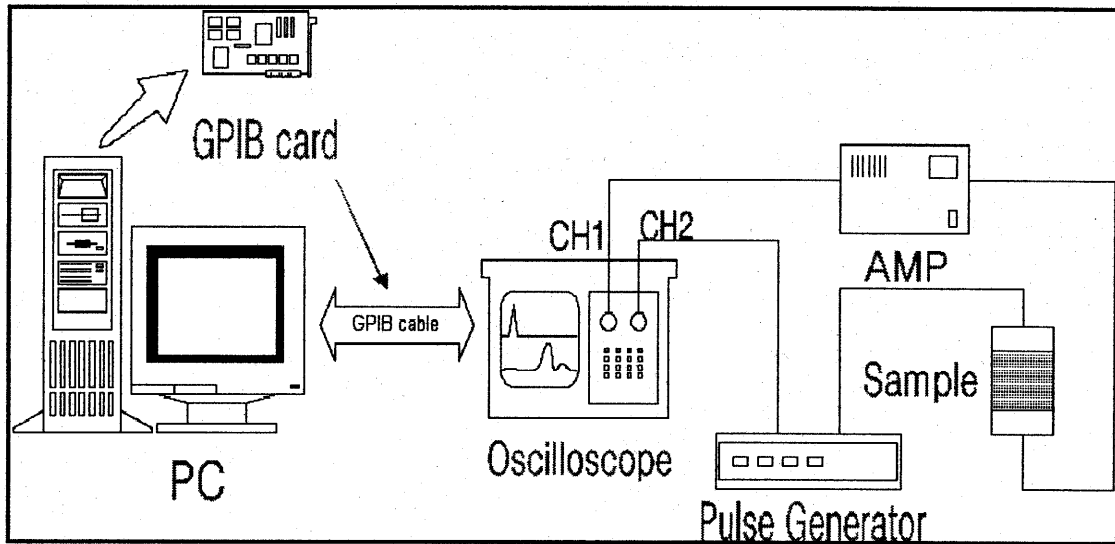 GPIB card
CH1
CH2
AMP
GPIB cable
Sample
Oscilloscope
PC
Pulse Generator